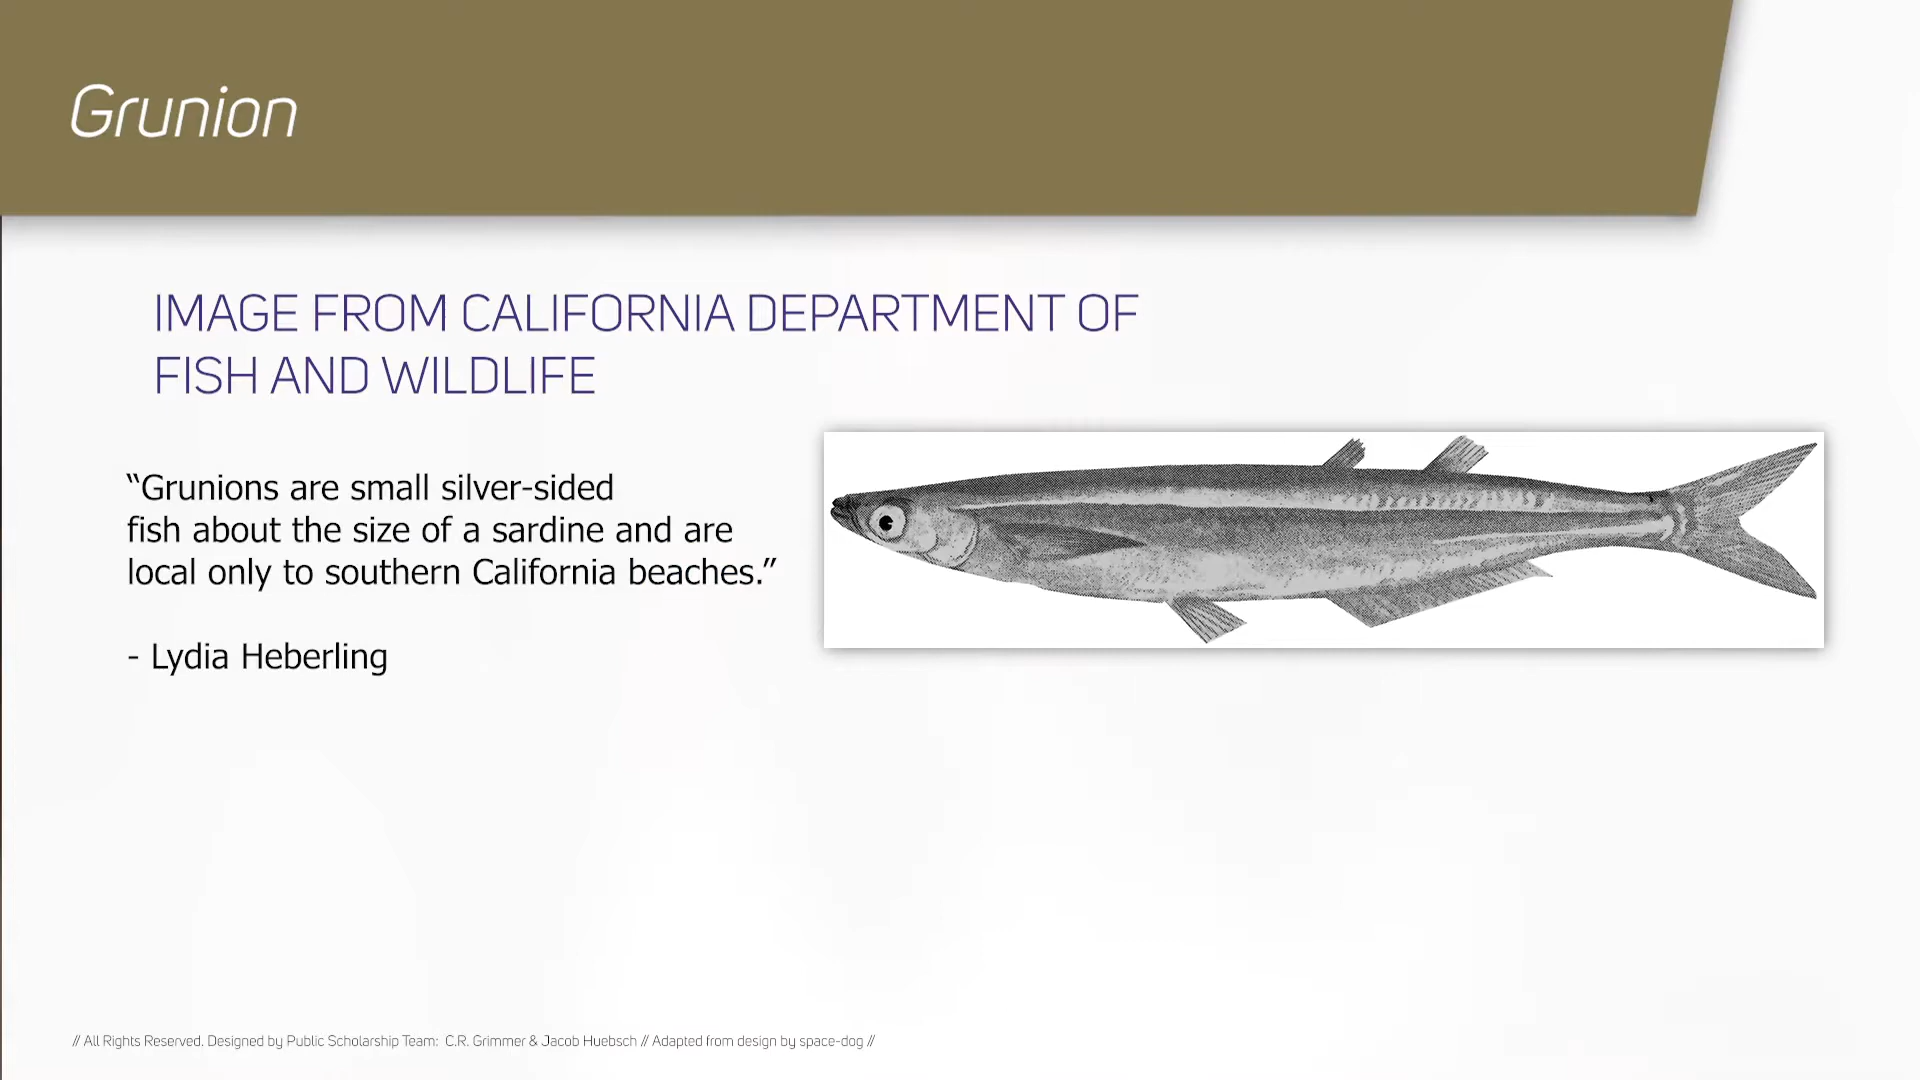 Grunion
IMAGE FROM CALIFORNIA DEPARTMENT OF
FISH AND WILDLIFE
“Grunions are small silver-sided
fish about the size of a sardine and are
local only to southern California beaches.”
- Lydia Heberling
// All Rights Reserved. Designed by Public Scholarship Team: C.R. Grimmer & Jacob Huebsch // Adapted from design by space-dog //